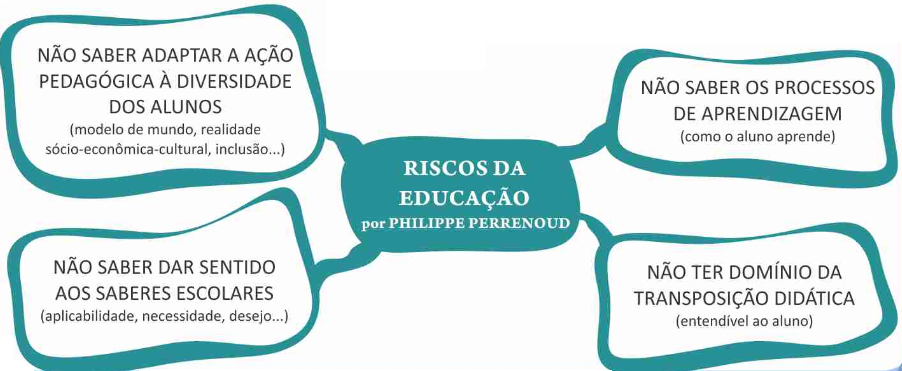 NÃO SABER ADAPTAR A AÇÃO
PEDAGÓGICA À DIVERSIDADE
DOS ALUNOS
(modelo de mundo, realidade
sócio-econômica-cultural, inclusão...)
NÃO SABER OS PROCESSOS
DE APRENDIZAGEM
(como o aluno aprende)
RISCOS DA
EDUCAÇÃO
por PHILIPPE PERRENOUD
NÃO SABER DAR SENTIDO
AOS SABERES ESCOLARES
(aplicabilidade, necessidade, desejo...)
NÃO TER DOMÍNIO DA
TRANSPOSIÇÃO DIDÁTICA
(entendível ao aluno)